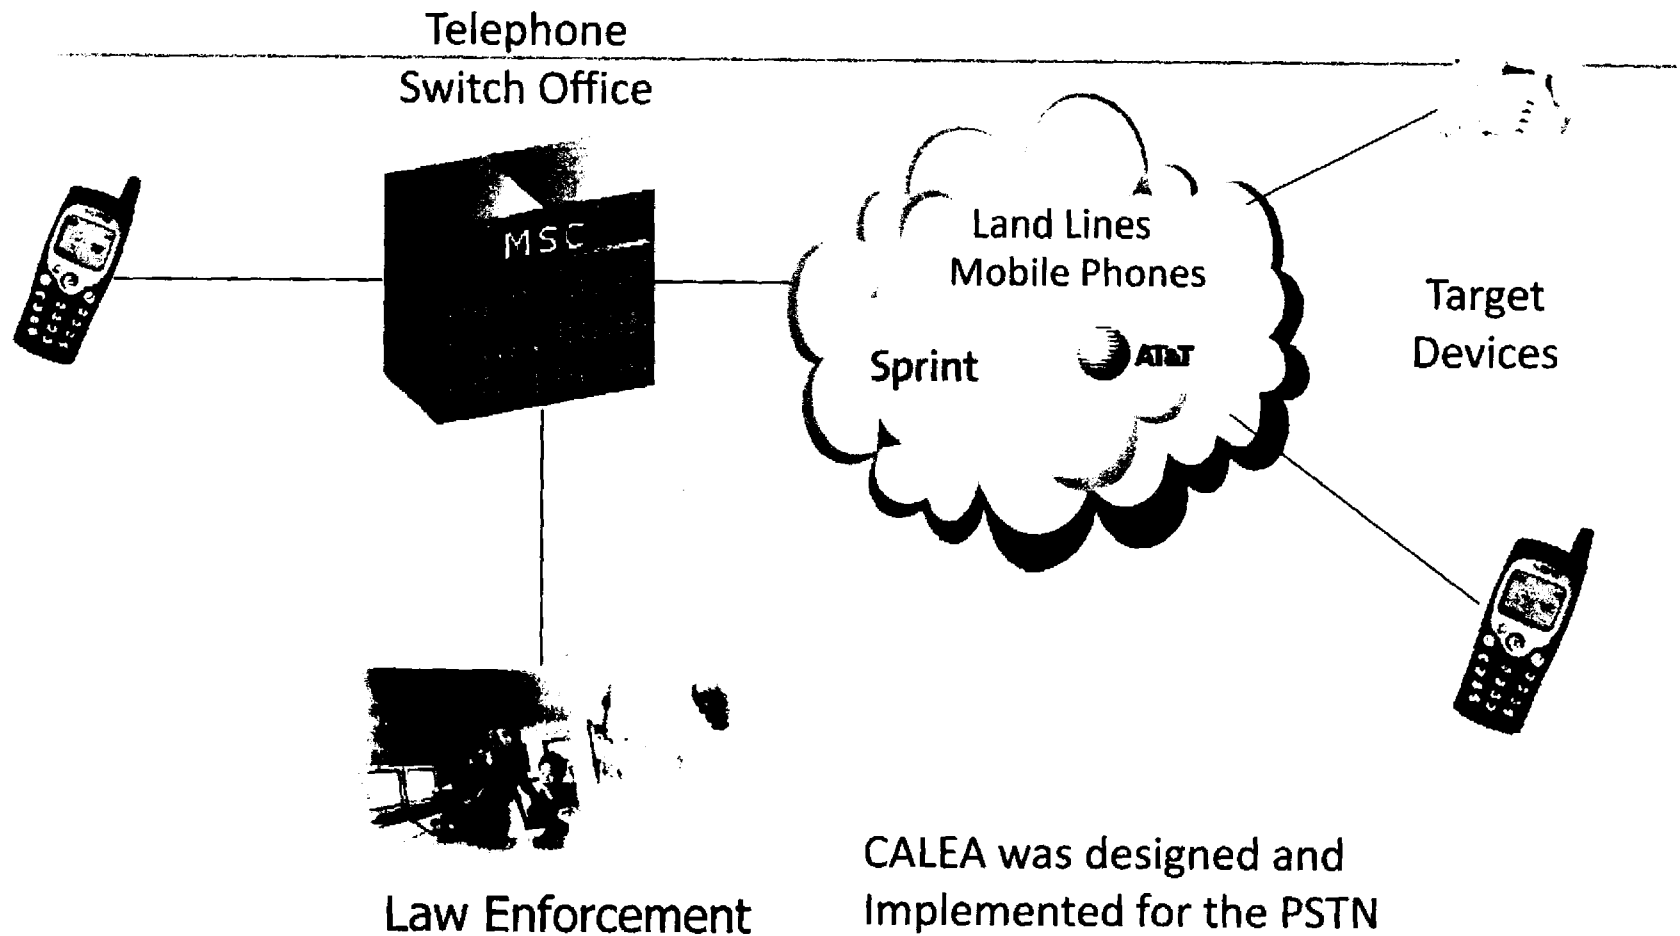 Telephone
Switch Office
MSC
Land Lines
Mobile Phones
Sprint
AT&T
Target
Devices
Law Enforcement
CALEA was designed and
Implemented for the PSTN